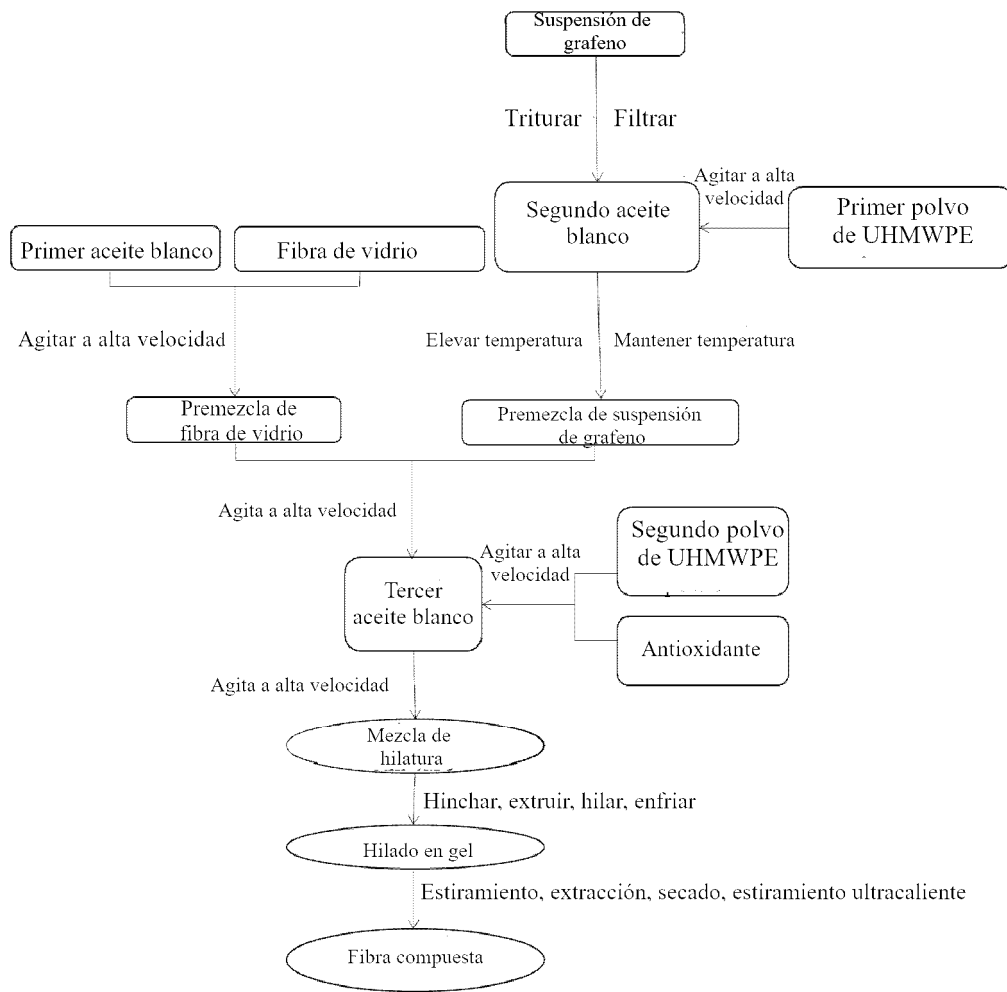 Suspensión de
grafeno
Triturar
Filtrar
Agitar a alta
velocidad
Segundo aceite
blanco
Primer polvo
de UHMWPE
Primer aceite blanco
Fibra de vidrio
Agitar a alta velocidad
Elevar temperatura
Mantener temperatura
Premezcla de
fibra de vidrio
Premezcla de suspensión
de grafeno
Agita a alta velocidad
Agitar a alta
velocidad
Segundo polvo
de UHMWPE
Tercer
aceite blanco
Antioxidante
Agita a alta velocidad
Mezcla de
hilatura
Hinchar, extruir, hilar, enfriar
Hilado en gel
Estiramiento, extracción, secado, estiramiento ultracaliente
Fibra compuesta